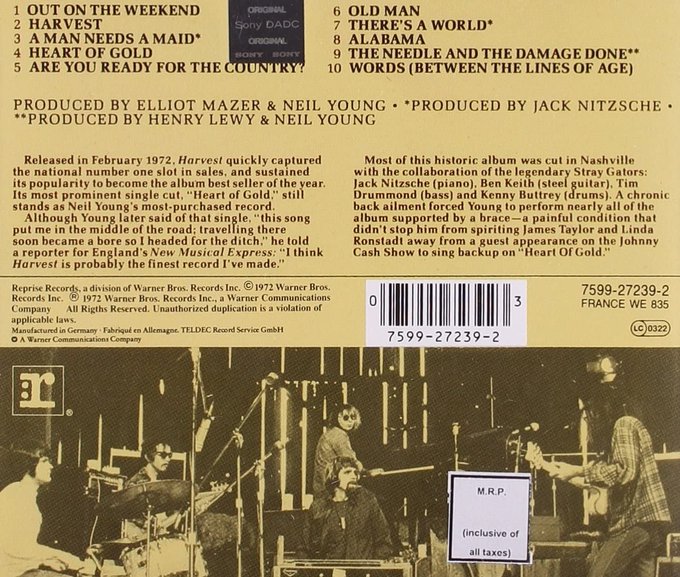 1 OUT ON THE WEEKEND
2 HARVEST
3 A MAN NEEDS A MAID*
4 HEART OF GOLD
5 ARE YOU READY FOR THE COUNTRY?
ORIGINAL
Sony DADC
ORIGINAL
SONY SONY
6 OLD MAN
7 THERE'S A WORLD*
8 ALABAMA
9 THE NEEDLE AND THE DAMAGE DONE**
10 WORDS (BETWEEN THE LINES OF AGE)
PRODUCED BY ELLIOT MAZER & NEIL YOUNG • *PRODUCED BY JACK NITZSCHE •
**PRODUCED BY HENRY LEWY & NEIL YOUNG
Released in February 1972, Harvest quickly captured
the national number one slot in sales, and sustained
its popularity to become the album best seller of the year.
Its most prominent single cut, "Heart of Gold," still
stands as Neil Young's most-purchased record.
Although Young later said of that single, "this song
put me in the middle of the road; travelling there
soon became a bore so I headed for the ditch," he told
a reporter for England's New Musical Express: "I think
Harvest is probably the finest record I've made."
Most of this historic album was cut in Nashville
with the collaboration of the legendary Stray Gators:
Jack Nitzsche (piano), Ben Keith (steel guitar), Tim
Drummond (bass) and Kenny Buttrey (drums). A chronic
back ailment forced Young to perform nearly all of the
album supported by a brace—a painful condition that
didn't stop him from spiriting James Taylor and Linda
Ronstadt away from a guest appearance on the Johnny
Cash Show to sing backup on "Heart Of Gold."
Reprise Records, a division of Warner Bros. Records Inc. ©1972 Warner Bros.
Records Inc. ℗ 1972 Warner Bros. Records Inc., a Warner Communications
Company All Rigths Reserved. Unauthorized duplication is a violation of
applicable laws.
Manufactured in Germany · Fabriqué en Allemagne. TELDEC Record Service GmbH
A Warner Communications Company
0 3
7599-27239-2
7599-27239-2
FRANCE WE 835
LC 0322
r ®
M.R.P.
(inclusive of
all taxes)